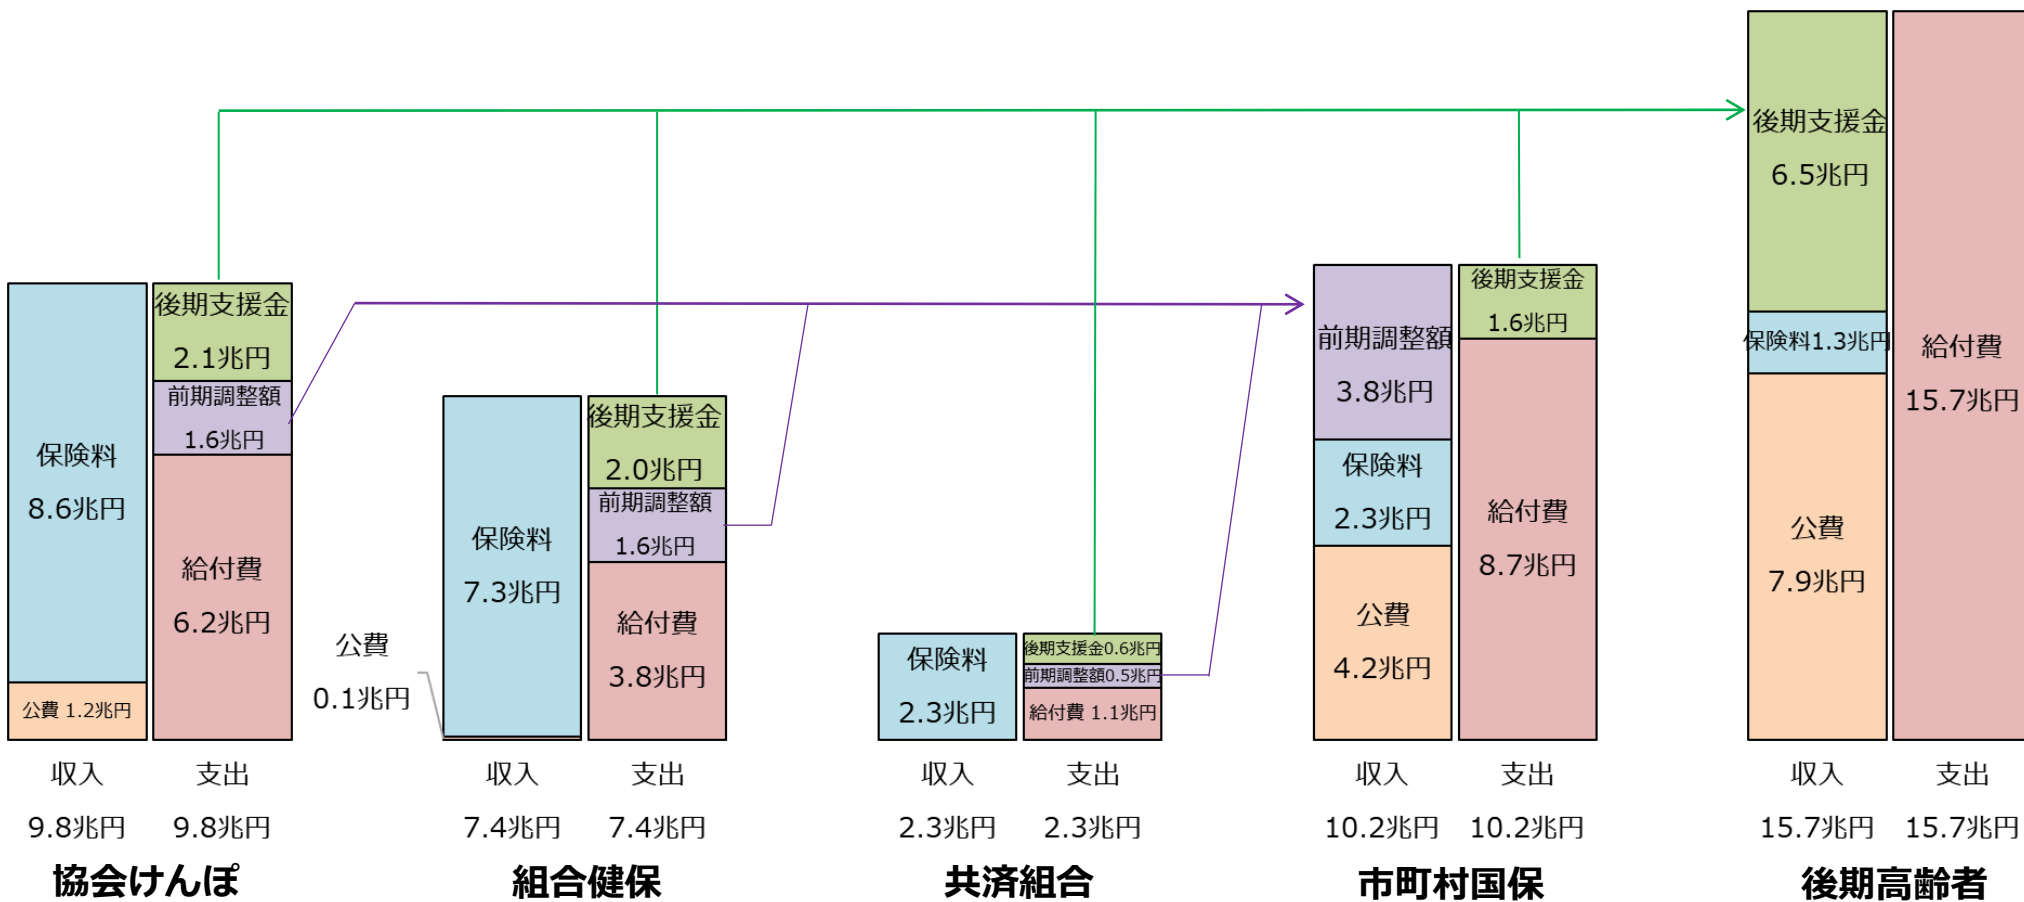 保険料
8.6兆円
公費 1.2兆円
後期支援金
2.1兆円
前期調整額
1.6兆円
給付費
6.2兆円
収入
9.8兆円
支出
9.8兆円
協会けんぽ
公費
0.1兆円
保険料
7.3兆円
後期支援金
2.0兆円
前期調整額
1.6兆円
給付費
3.8兆円
収入
7.4兆円
支出
7.4兆円
組合健保
保険料
2.3兆円
後期支援金0.6兆円
前期調整額0.5兆円
給付費 1.1兆円
収入
2.3兆円
支出
2.3兆円
共済組合
前期調整額
3.8兆円
保険料
2.3兆円
公費
4.2兆円
後期支援金
1.6兆円
給付費
8.7兆円
収入
10.2兆円
支出
10.2兆円
市町村国保
後期支援金
6.5兆円
保険料1.3兆円
公費
7.9兆円
給付費
15.7兆円
収入
15.7兆円
支出
15.7兆円
後期高齢者